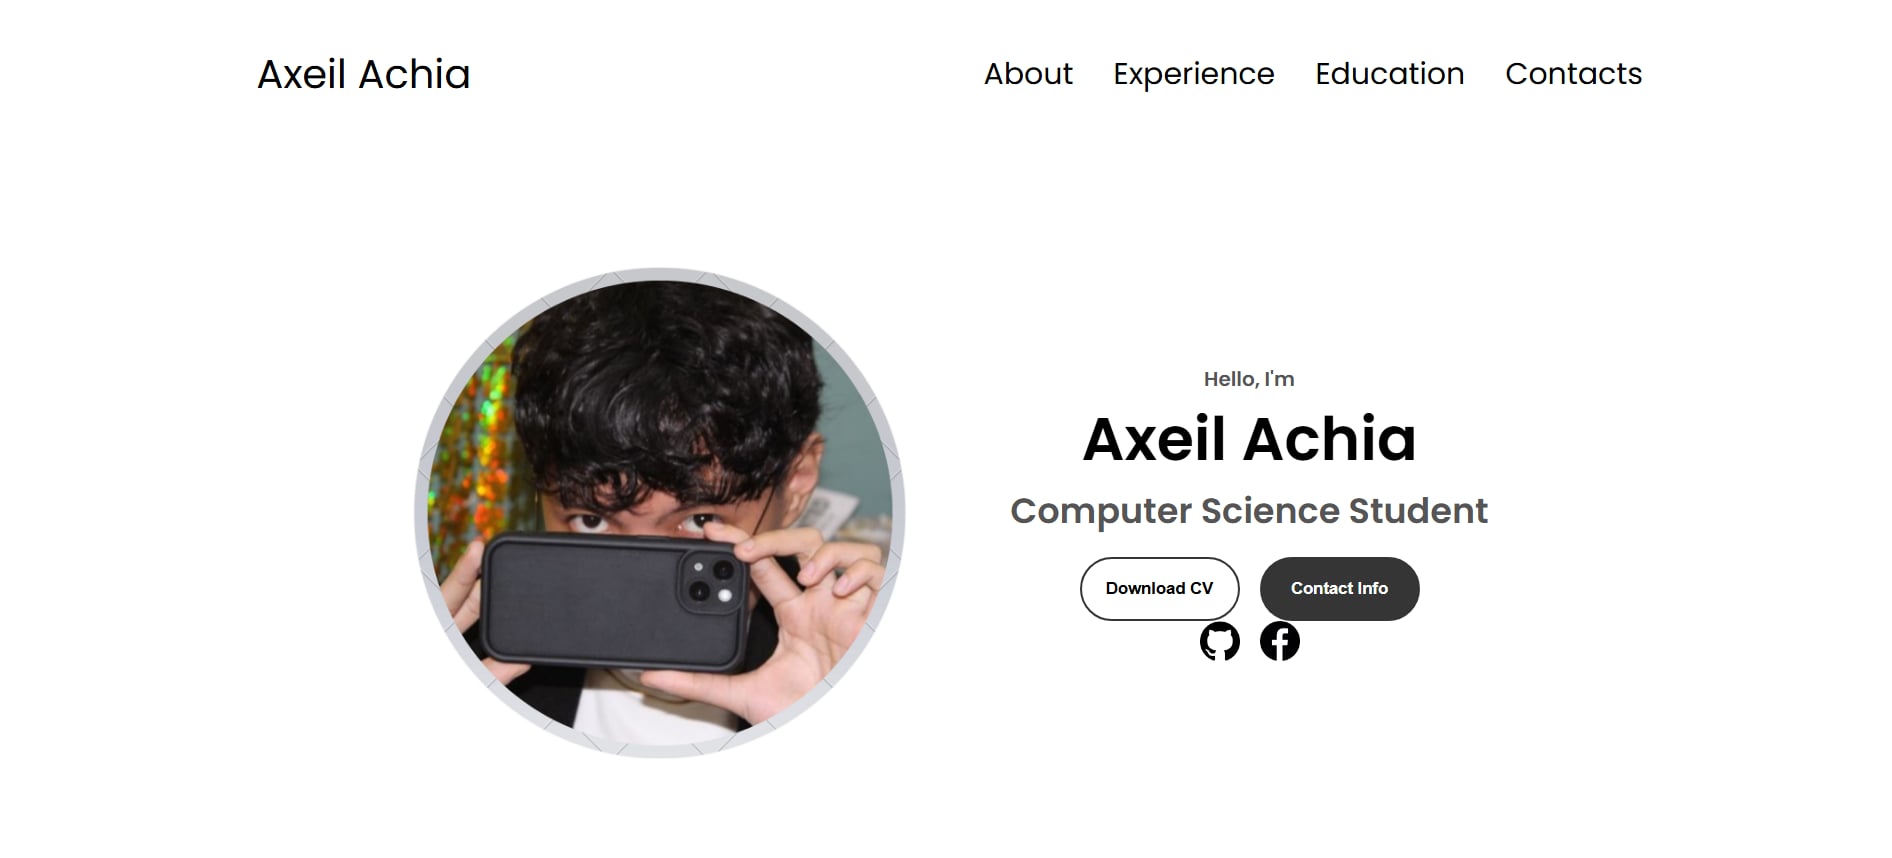 Axeil Achia
About Experience Education Contacts
Hello, I'm
Axeil Achia
Computer Science Student
Download CV Contact Info